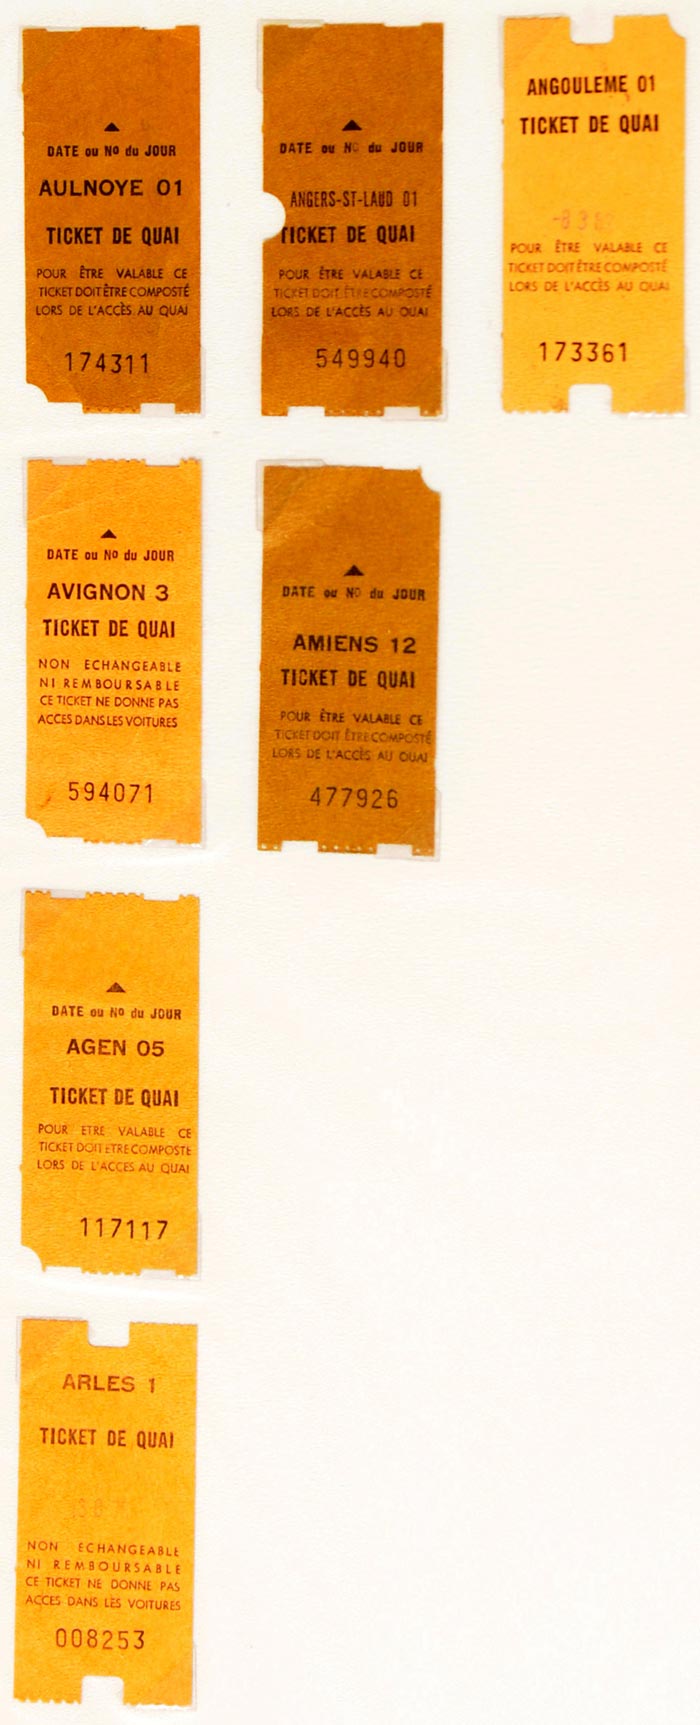 DATE ou No du JOUR
AULNOYE 01
TICKET DE QUAI
POUR ÊTRE VALABLE CE
TICKET DOIT ÊTRE COMPOSTÉ
LORS DE L'ACCÈS AU QUAI
174311
DATE ou No du JOUR
ANGERS-ST-LAUD 01
TICKET DE QUAI
POUR ÊTRE VALABLE CE
TICKET DOIT ÊTRE COMPOSTÉ
LORS DE L'ACCÈS AU QUAI
549940
ANGOULEME 01
TICKET DE QUAI
POUR ÊTRE VALABLE CE
TICKET DOIT ÊTRE COMPOSTÉ
LORS DE L'ACCÈS AU QUAI
173361
DATE ou No du JOUR
AVIGNON 3
TICKET DE QUAI
NON ECHANGEABLE
NI REMBOURSABLE
CE TICKET NE DONNE PAS
ACCES DANS LES VOITURES
594071
DATE ou No du JOUR
AMIENS 12
TICKET DE QUAI
POUR ÊTRE VALABLE CE
TICKET DOIT ÊTRE COMPOSTÉ
LORS DE L'ACCÈS AU QUAI
477926
DATE ou No du JOUR
AGEN 05
TICKET DE QUAI
POUR ETRE VALABLE CE
TICKET DOIT ETRE COMPOSTE
LORS DE L'ACCES AU QUAI
117117
ARLES 1
TICKET DE QUAI
NON ECHANGEABLE
NI REMBOURSABLE
CE TICKET NE DONNE PAS
ACCES DANS LES VOITURES
008253